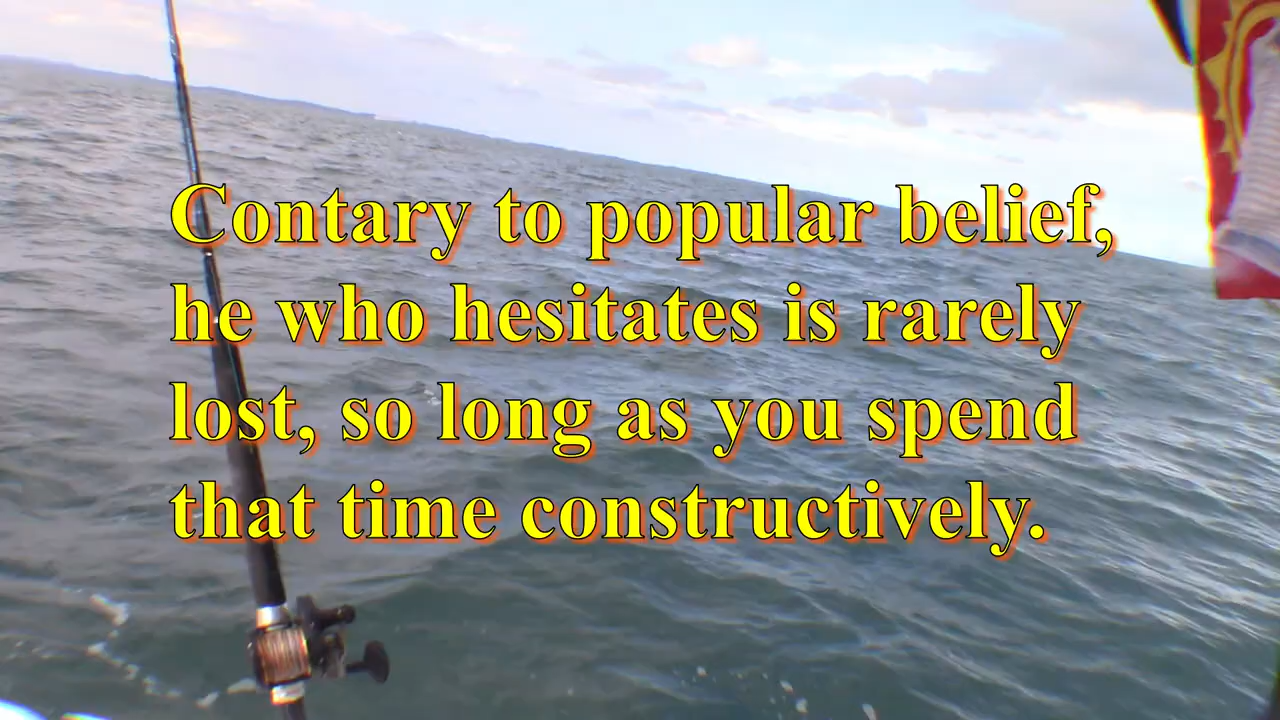 Contary to popular belief,
he who hesitates is rarely
lost, so long as you spend
that time constructively.